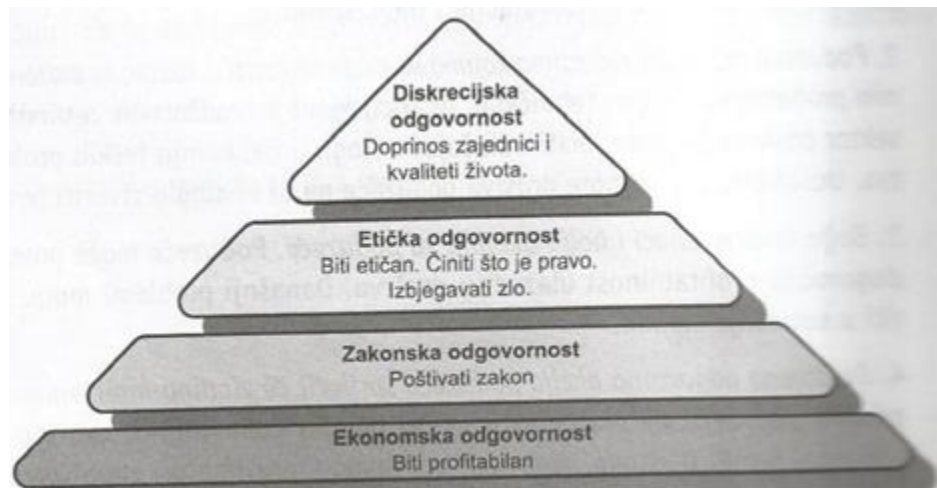 Diskrecijska
odgovornost
Doprinos zajednici i
kvaliteti života.
Etička odgovornost
Biti etičan. Činiti što je pravo.
Izbjegavati zlo.
Zakonska odgovornost
Poštivati zakon
Ekonomska odgovornost
Biti profitabilan